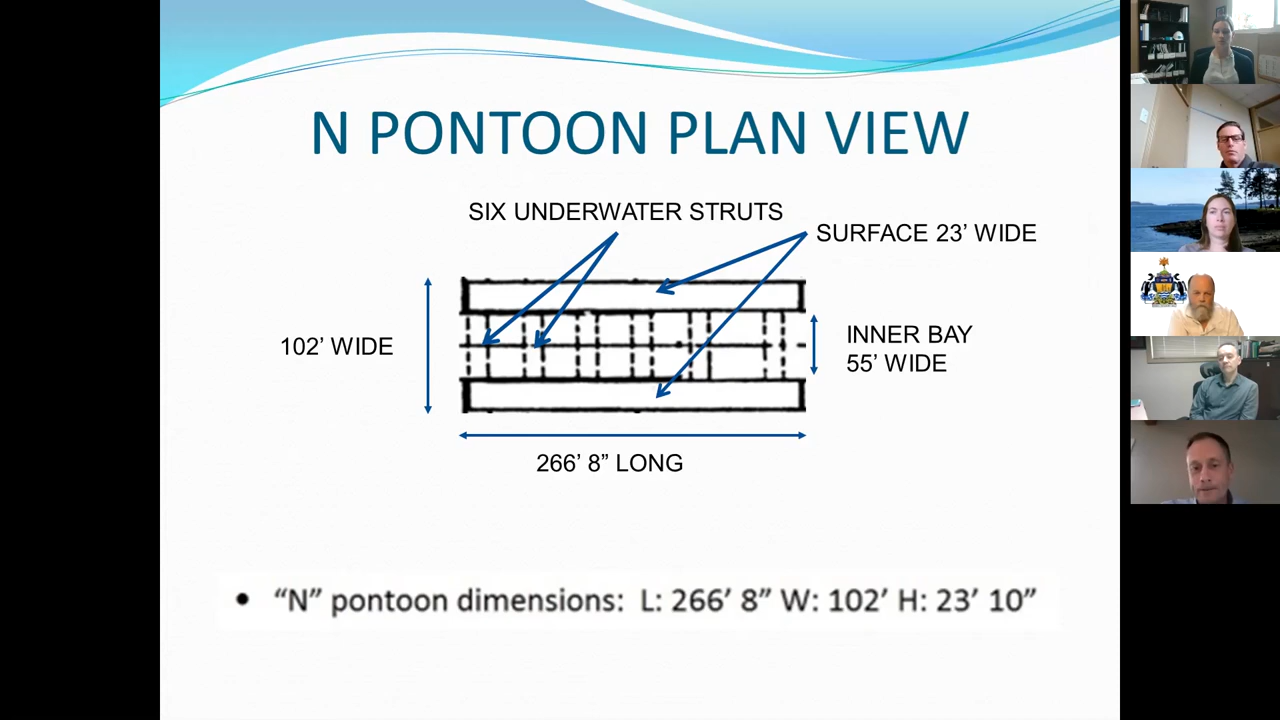 N PONTOON PLAN VIEW
SIX UNDERWATER STRUTS
SURFACE 23’ WIDE
102’ WIDE
INNER BAY
55’ WIDE
266’ 8” LONG
• “N” pontoon dimensions: L: 266’ 8” W: 102’ H: 23’ 10”